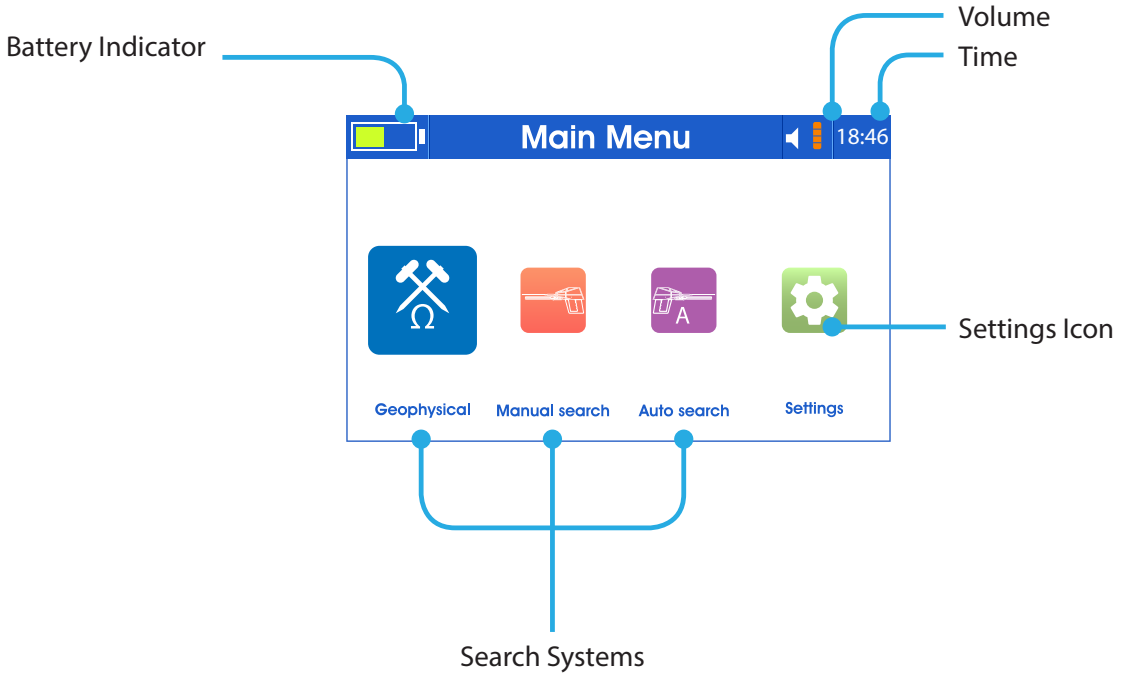 Volume
Battery Indicator
Time
Main Menu
18:46
Ω
A
Settings Icon
Geophysical
Manual search
Auto search
Settings
Search Systems